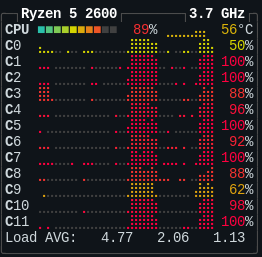 Ryzen 5 2600 3.7 GHz
CPU 89% 56°C
C0 50%
C1 100%
C2 100%
C3 88%
C4 96%
C5 100%
C6 92%
C7 100%
C8 88%
C9 62%
C10 98%
C11 100%
Load AVG: 4.77 2.06 1.13